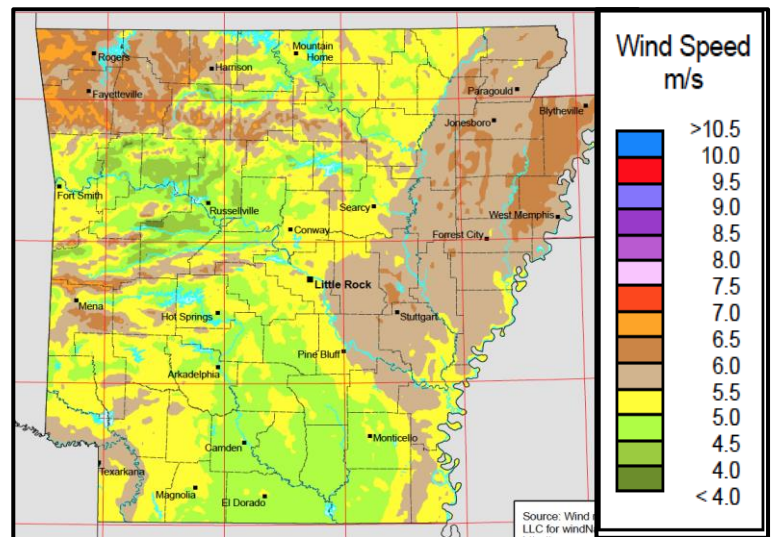 Rogers
Mountain
Home
Harrison
Fayetteville
Paragould
Blytheville
Jonesboro
Fort Smith
Russellville
Searcy
West Memphis
Conway
Forrest City
Little Rock
Mena
Hot Springs
Stuttgart
Pine Bluff
Arkadelphia
Monticello
Camden
Texarkana
Magnolia
El Dorado
Source: Wind
LLC for
Wind Speed
m/s
>10.5
10.0
9.5
9.0
8.5
8.0
7.5
7.0
6.5
6.0
5.5
5.0
4.5
4.0
< 4.0